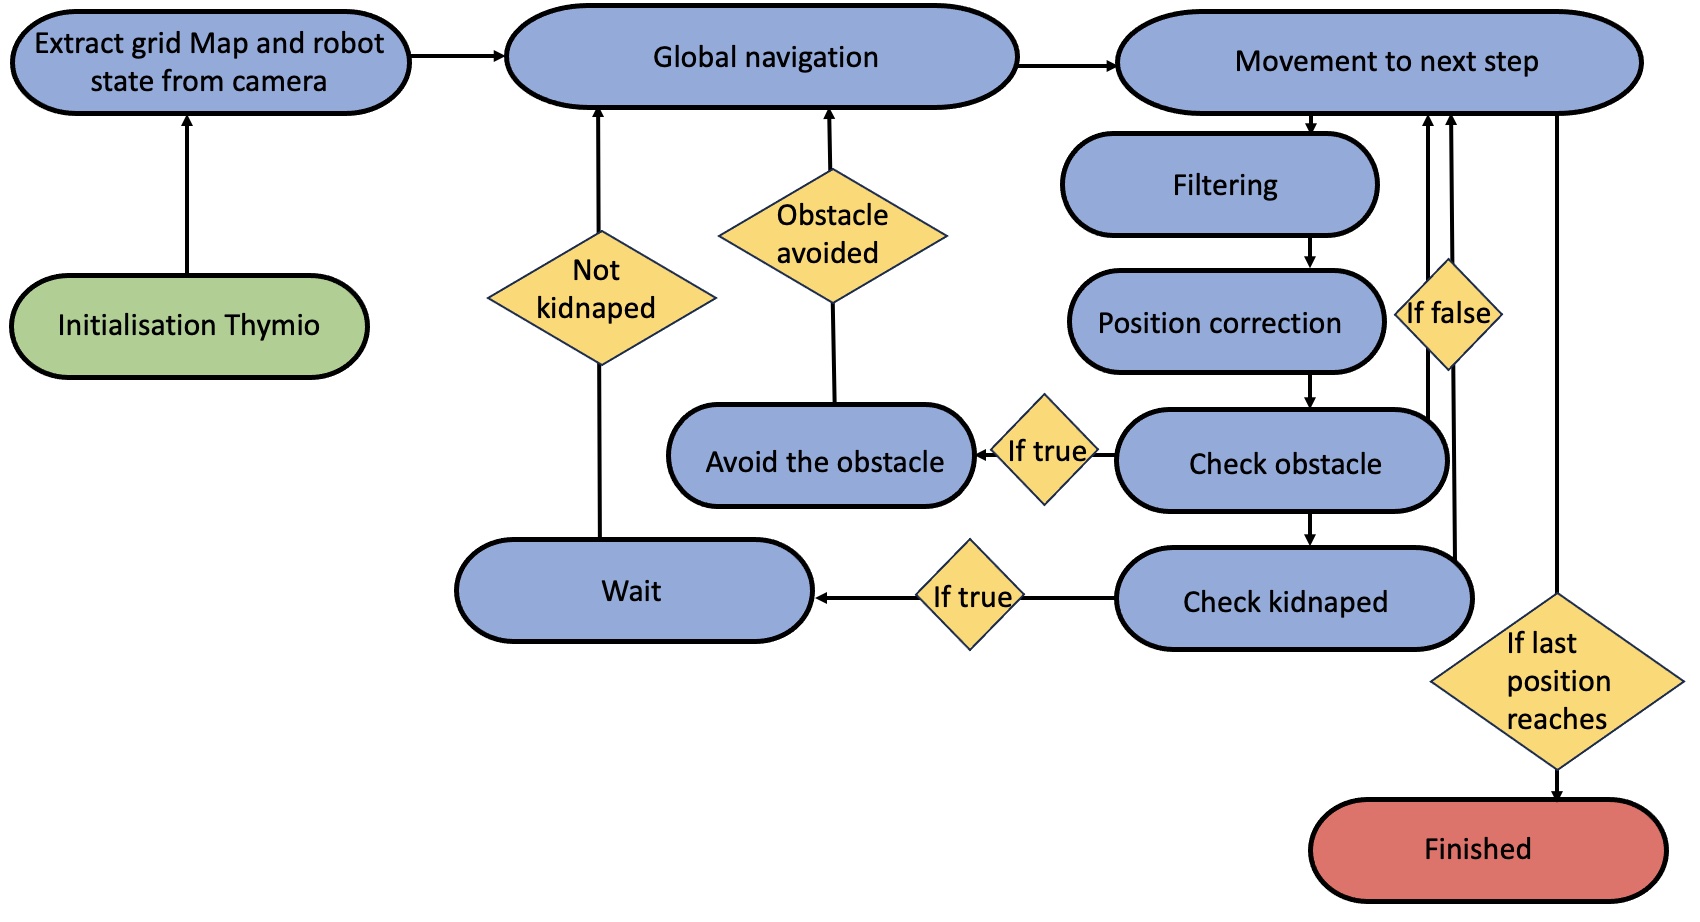 Extract grid Map and robot
state from camera
Global navigation
Movement to next step
Filtering
Obstacle
avoided
Not
kidnaped
Initialisation Thymio
Position correction
If false
Avoid the obstacle
If true
Check obstacle
Wait
If true
Check kidnaped
If last
position
reaches
Finished